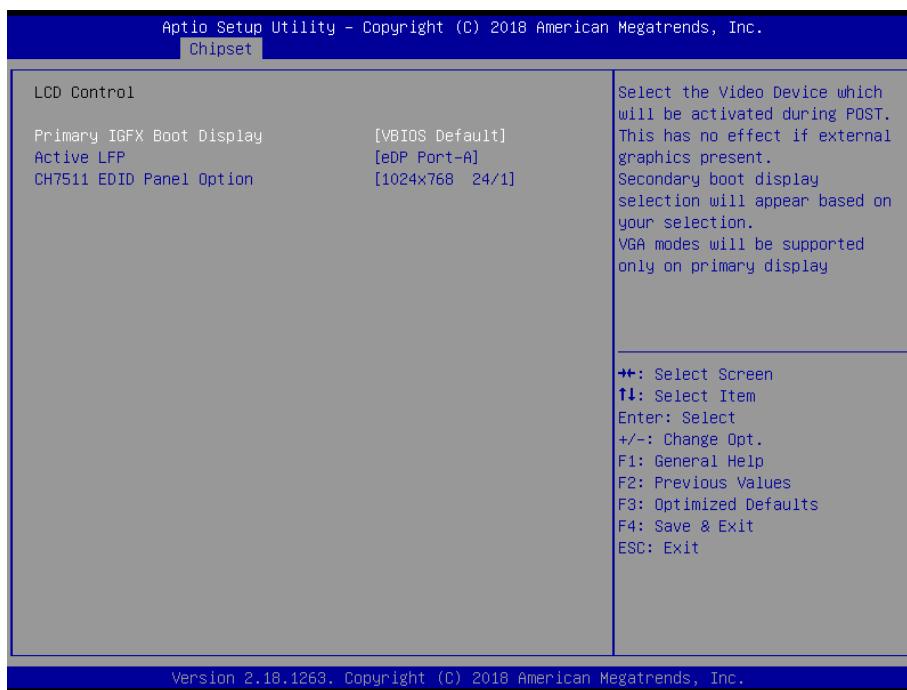 Aptio Setup Utility – Copyright (C) 2018 American Megatrends, Inc.
Chipset
LCD Control
Primary IGFX Boot Display [VBIOS Default]
Active LFP [eDP Port-A]
CH7511 EDID Panel Option [1024x768 24/1]
Select the Video Device which
will be activated during POST.
This has no effect if external
graphics present.
Secondary boot display
selection will appear based on
your selection.
VGA modes will be supported
only on primary display
→←: Select Screen
↑↓: Select Item
Enter: Select
+/-: Change Opt.
F1: General Help
F2: Previous Values
F3: Optimized Defaults
F4: Save & Exit
ESC: Exit
Version 2.18.1263. Copyright (C) 2018 American Megatrends, Inc.